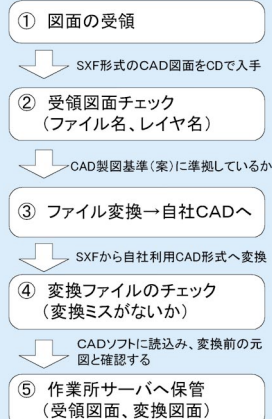 ① 図面の受領
SXF形式のCAD図面をCDで入手
② 受領図面チェック
(ファイル名、レイヤ名)
CAD製図基準(案)に準拠しているか
③ ファイル変換→自社CADへ
SXFから自社利用CAD形式へ変換
④ 変換ファイルのチェック
(変換ミスがないか)
CADソフトに読込み、変換前の元
図と確認する
⑤ 作業所サーバへ保管
(受領図面、変換図面)